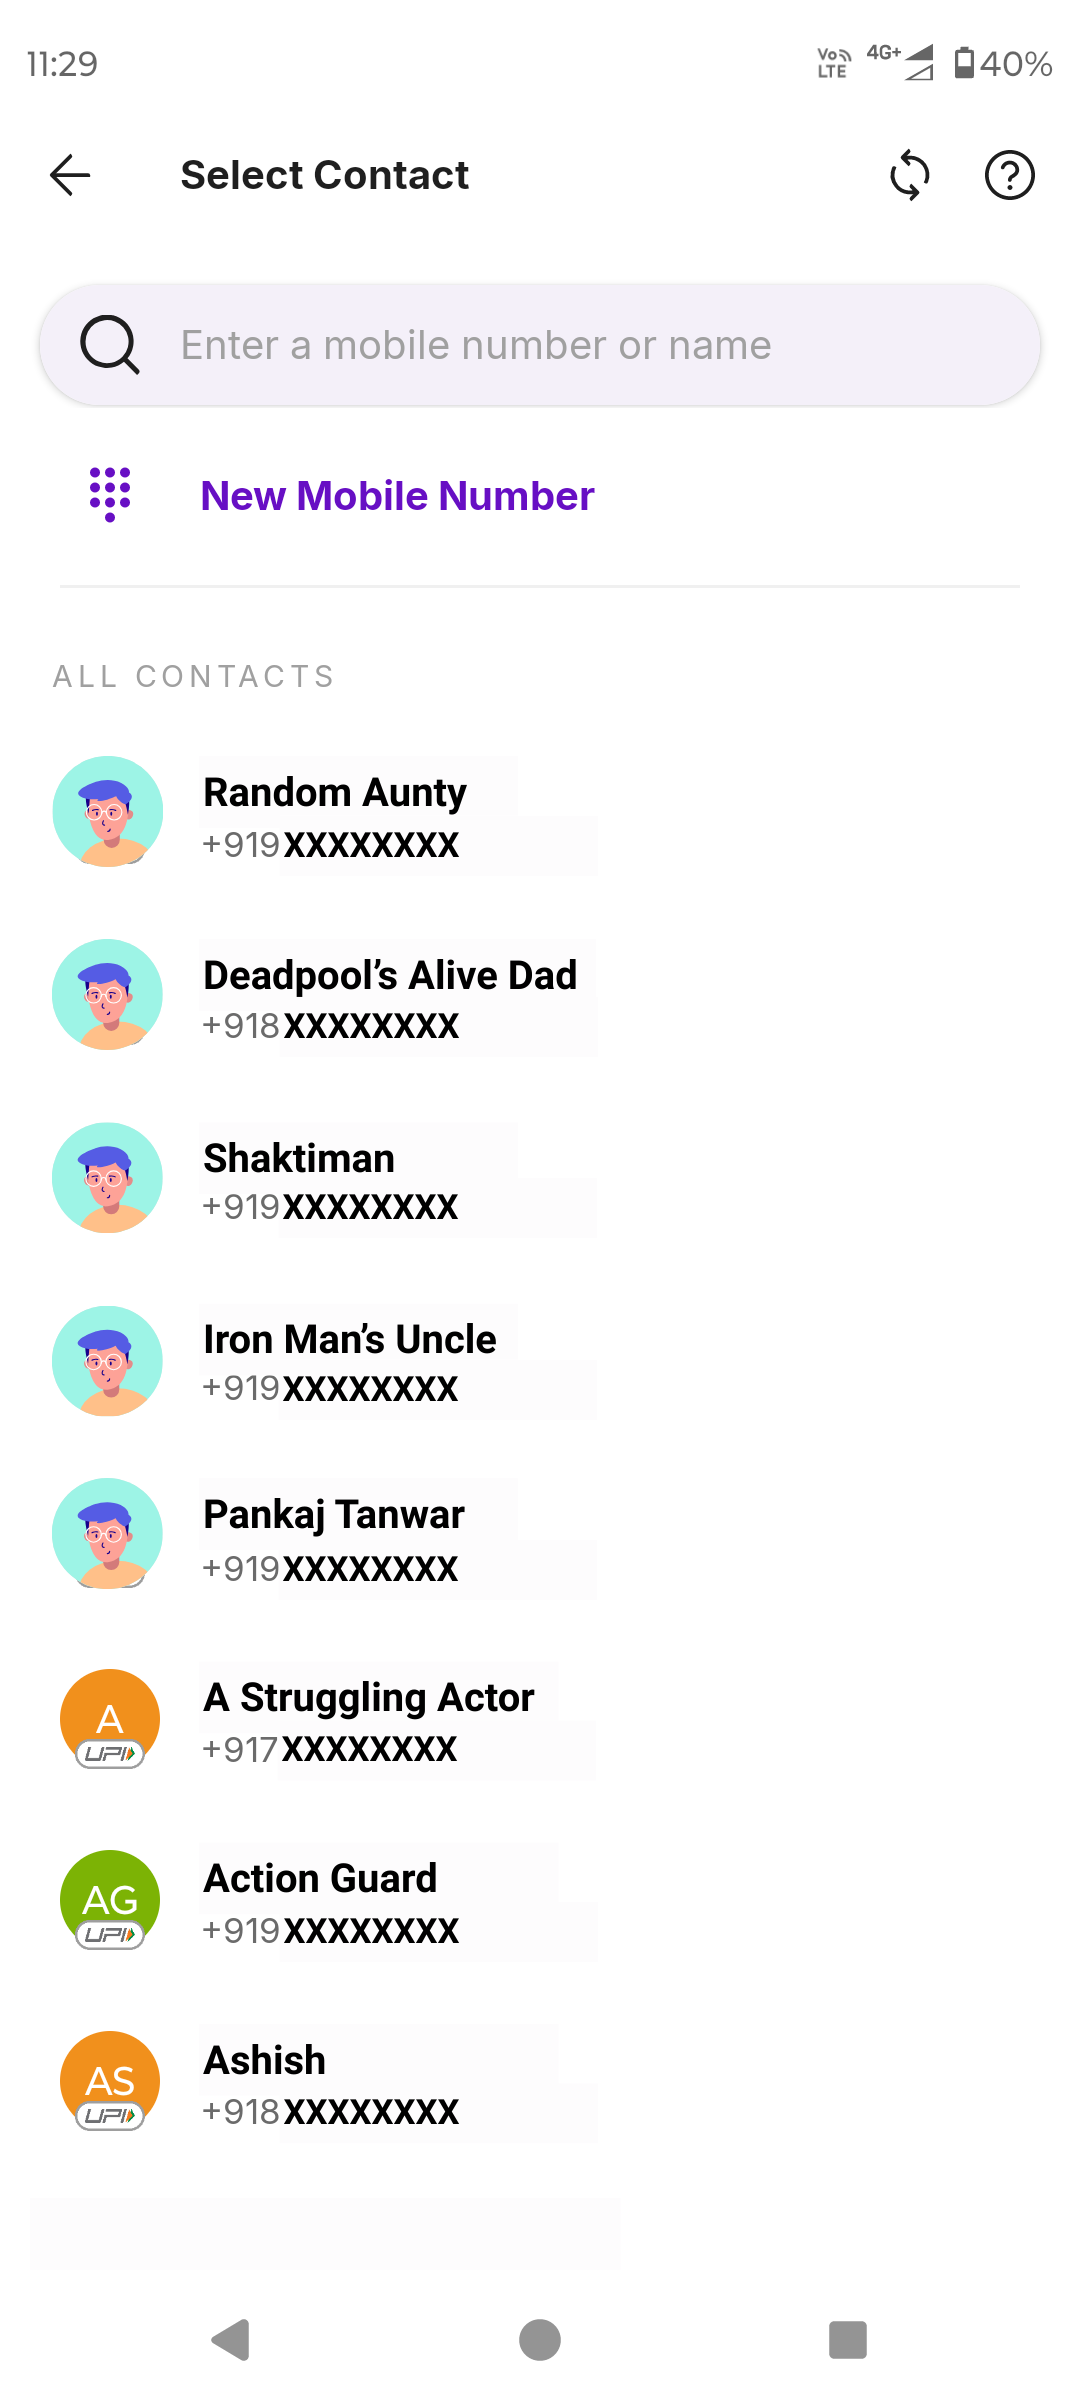 11:29
Vo LTE 4G+ 40%
Select Contact
Enter a mobile number or name
New Mobile Number
ALL CONTACTS
Random Aunty
+919XXXXXXXX
Deadpool’s Alive Dad
+918XXXXXXXX
Shaktiman
+919XXXXXXXX
Iron Man’s Uncle
+919XXXXXXXX
Pankaj Tanwar
+919XXXXXXXX
A
UPI
A Struggling Actor
+917XXXXXXXX
AG
UPI
Action Guard
+919XXXXXXXX
AS
UPI
Ashish
+918XXXXXXXX